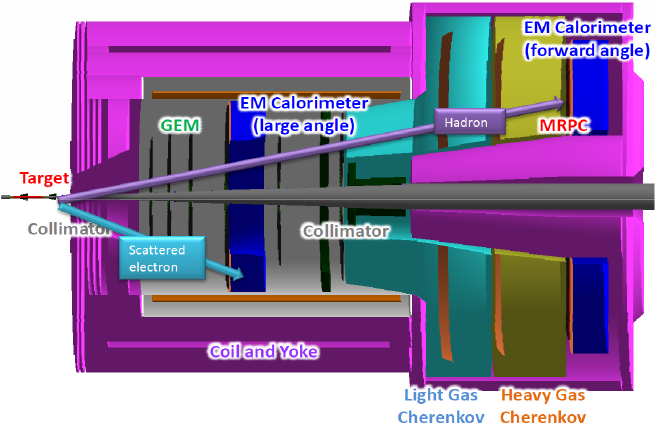 EM Calorimeter
(forward angle)
GEM
EM Calorimeter
(large angle)
Hadron
MRPC
Target
Collimator
Collimator
Scattered
electron
Coil and Yoke
Light Gas
Cherenkov
Heavy Gas
Cherenkov